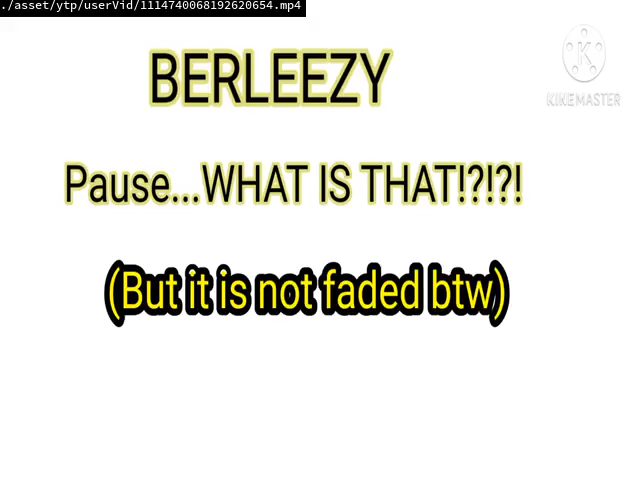 ./asset/ytp/userVid/1114740068192620654.mp4
BERLEEZY
K
KINEMASTER
Pause...WHAT IS THAT!?!?!
(But it is not faded btw)